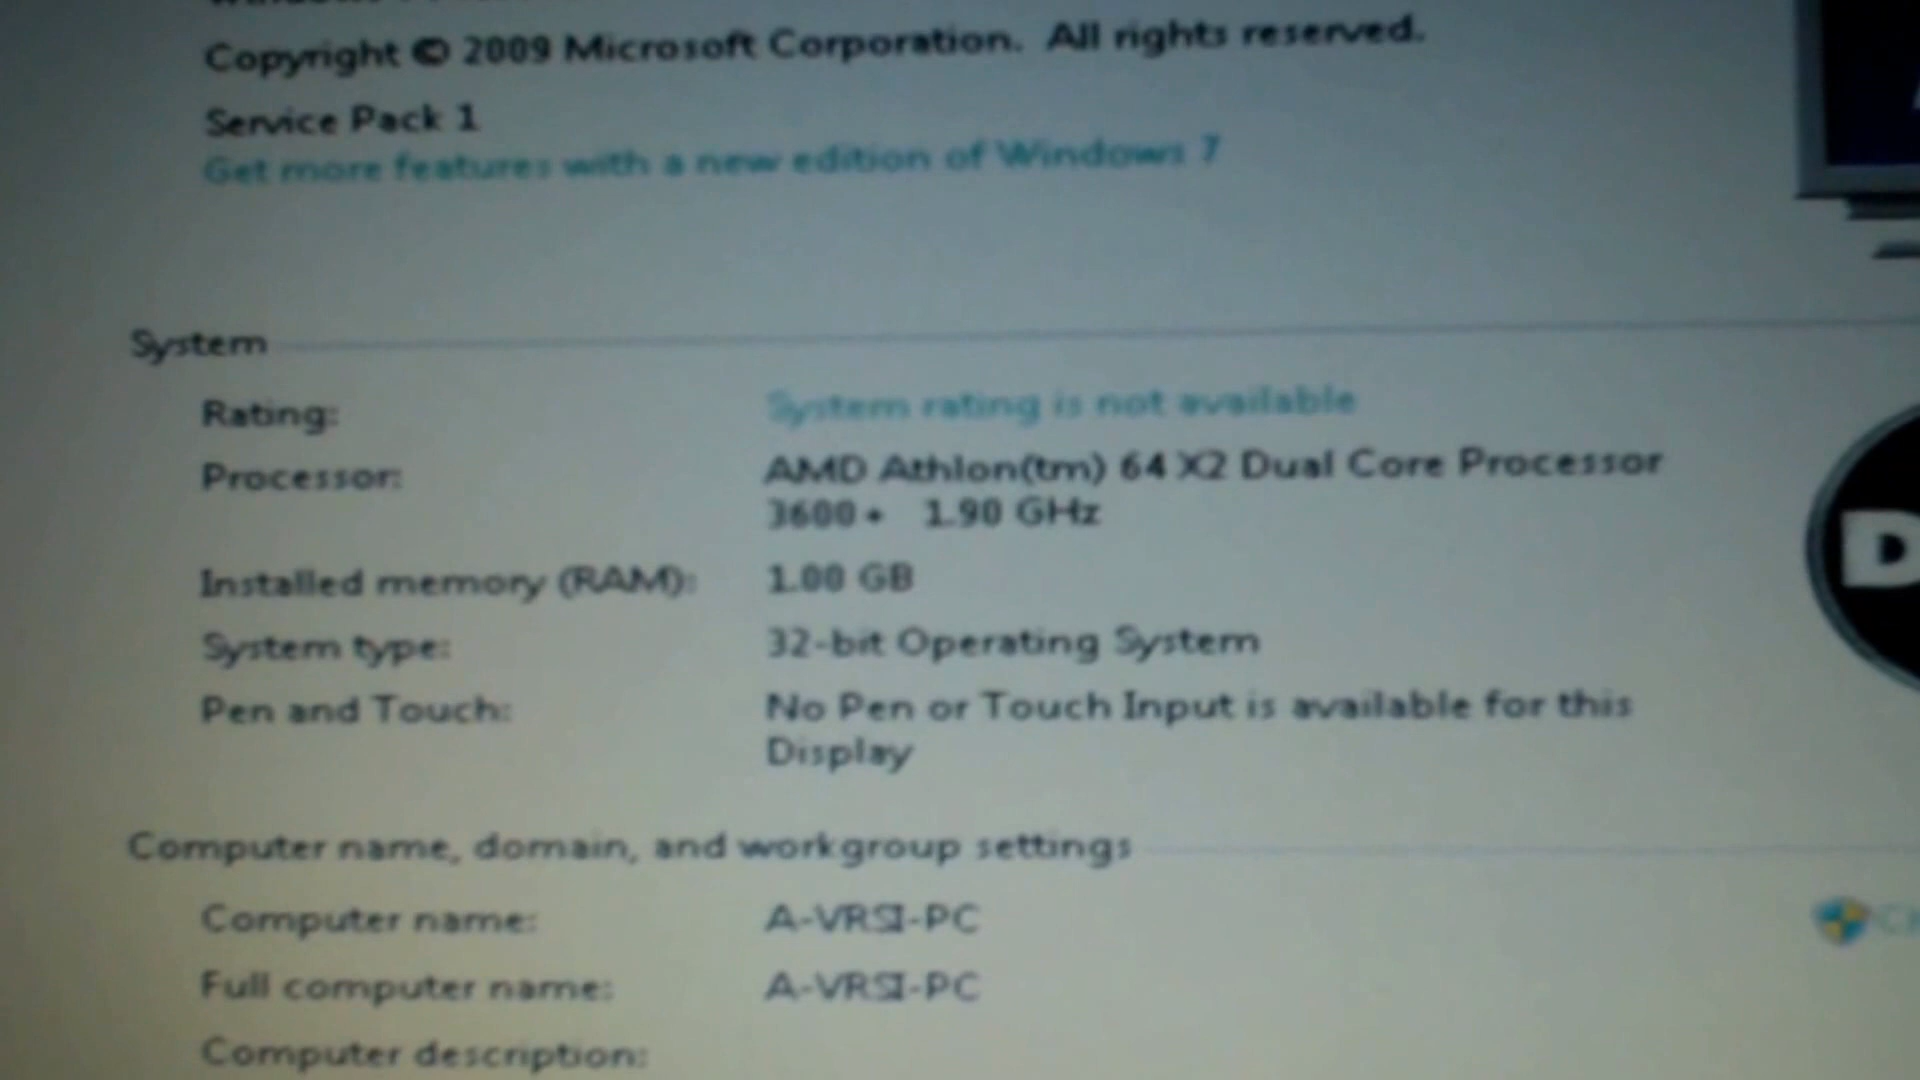 Copyright © 2009 Microsoft Corporation. All rights reserved.
Service Pack 1
Get more features with a new edition of Windows 7
System
Rating: System rating is not available
Processor: AMD Athlon(tm) 64 X2 Dual Core Processor
3600+ 1.90 GHz
Installed memory (RAM): 1.00 GB
System type: 32-bit Operating System
Pen and Touch: No Pen or Touch Input is available for this
Display
Computer name, domain, and workgroup settings
Computer name: A-VRSI-PC
Full computer name: A-VRSI-PC
Computer description: